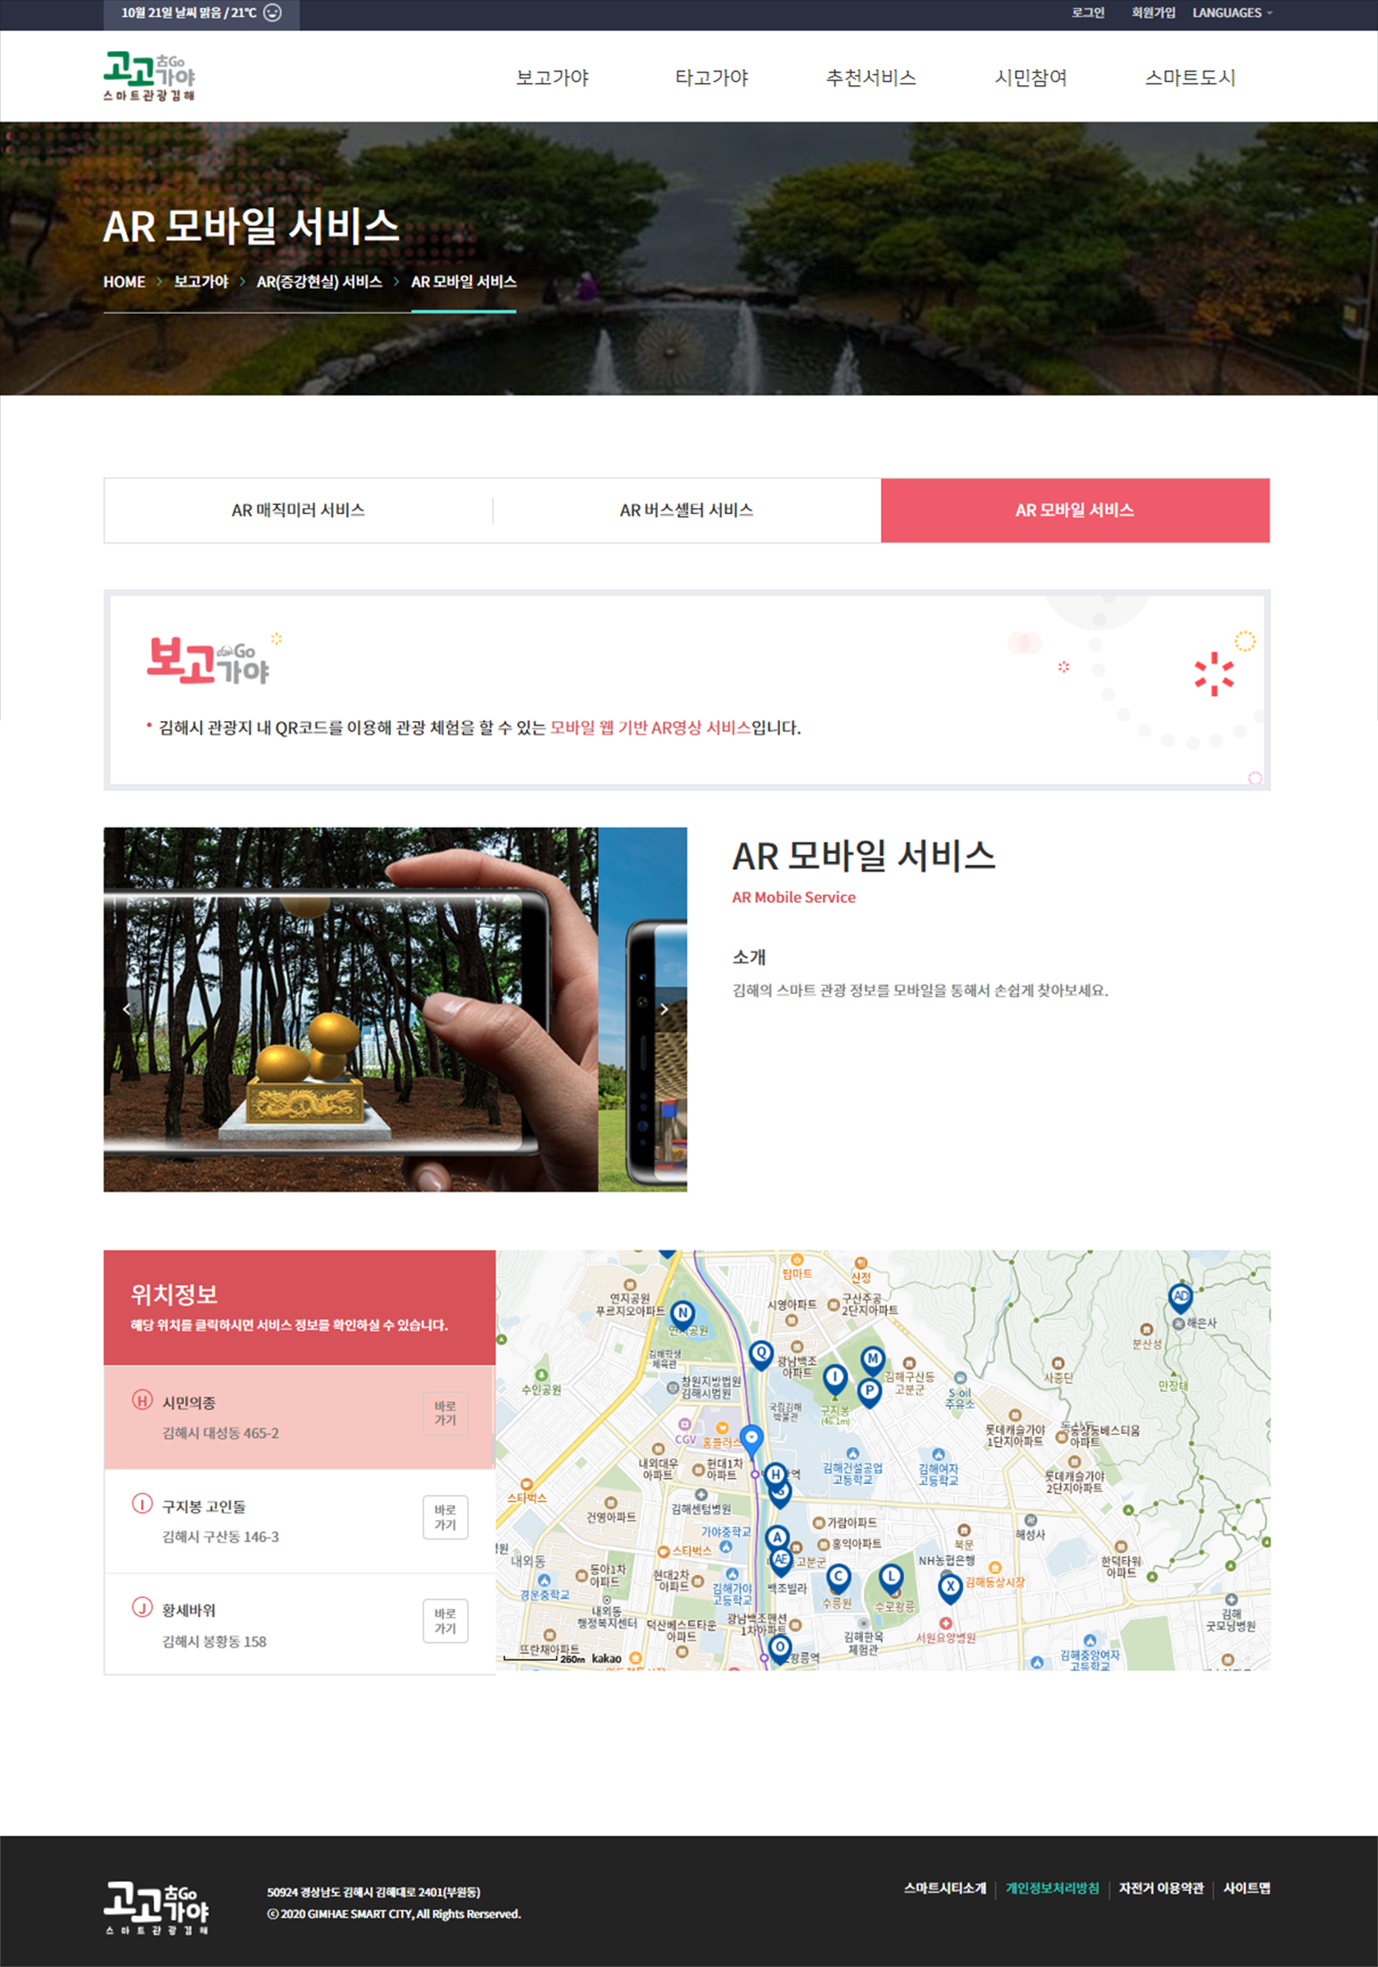 10월 21일 날씨 맑음 / 21℃
로그인 회원가입 LANGUAGES
고고가야 古Go
스마트관광김해
보고가야 타고가야 추천서비스 시민참여 스마트도시
AR 모바일 서비스
HOME 보고가야 AR(증강현실) 서비스 AR 모바일 서비스
AR 매직미러 서비스 AR 버스셀터 서비스 AR 모바일 서비스
보고가야 Go
김해시 관광지 내 QR코드를 이용해 관광 체험을 할 수 있는 모바일 웹 기반 AR영상 서비스입니다.
AR 모바일 서비스
AR Mobile Service
소개
김해의 스마트 관광 정보를 모바일을 통해서 손쉽게 찾아보세요.
위치정보
해당 위치를 클릭하시면 서비스 정보를 확인하실 수 있습니다.
H 시민의종
김해시 대성동 465-2
바로
가기
I 구지봉 고인돌
김해시 구산동 146-3
바로
가기
J 황세바위
김해시 봉황동 158
바로
가기
탑마트
산정
연지공원
푸르지오아파트
시영아파트
구산주공
2단지아파트
N
연지공원
AD
해은사
분산성
김해학생
체육관
Q
광남백조
아파트
M
I
P
김해구산동
고분군
수인공원
창원지방법원
김해시법원
S oil
주유소
사충단
만장대
구지봉
(46.1m)
국립김해
박물관
CGV
홈플러스
롯데캐슬가야
1단지아파트
동상동베스티움
아파트
내외대우
아파트
현대1차
아파트
H
김해건설공업
고등학교
김해여자
고등학교
롯데캐슬가야
2단지아파트
스타벅스
건영아파트
김해센텀병원
가야중학교
A
가람아파트
홍익아파트
북문
해성사
내외동
스타벅스
AE
고분군
NH농협은행
한덕타워
아파트
경운중학교
동아1차
아파트
현대2차
아파트
김해가야
고등학교
백조빌라
C
수릉원
L
수로왕릉
X
김해동상시장
내외동
행정복지센터
덕산베스트타운
아파트
광남백조맨션
1차아파트
김해한옥
체험관
서원요양병원
김해
굿모닝병원
뜨란채아파트
O
김해중앙여자
고등학교
260m kakao
고고가야 古Go
스마트관광김해
50924 경상남도 김해시 김해대로 2401(부원동)
ⓒ 2020 GIMHAE SMART CITY, All Rights Rerserved.
스마트시티소개 개인정보처리방침 자전거 이용약관 사이트맵